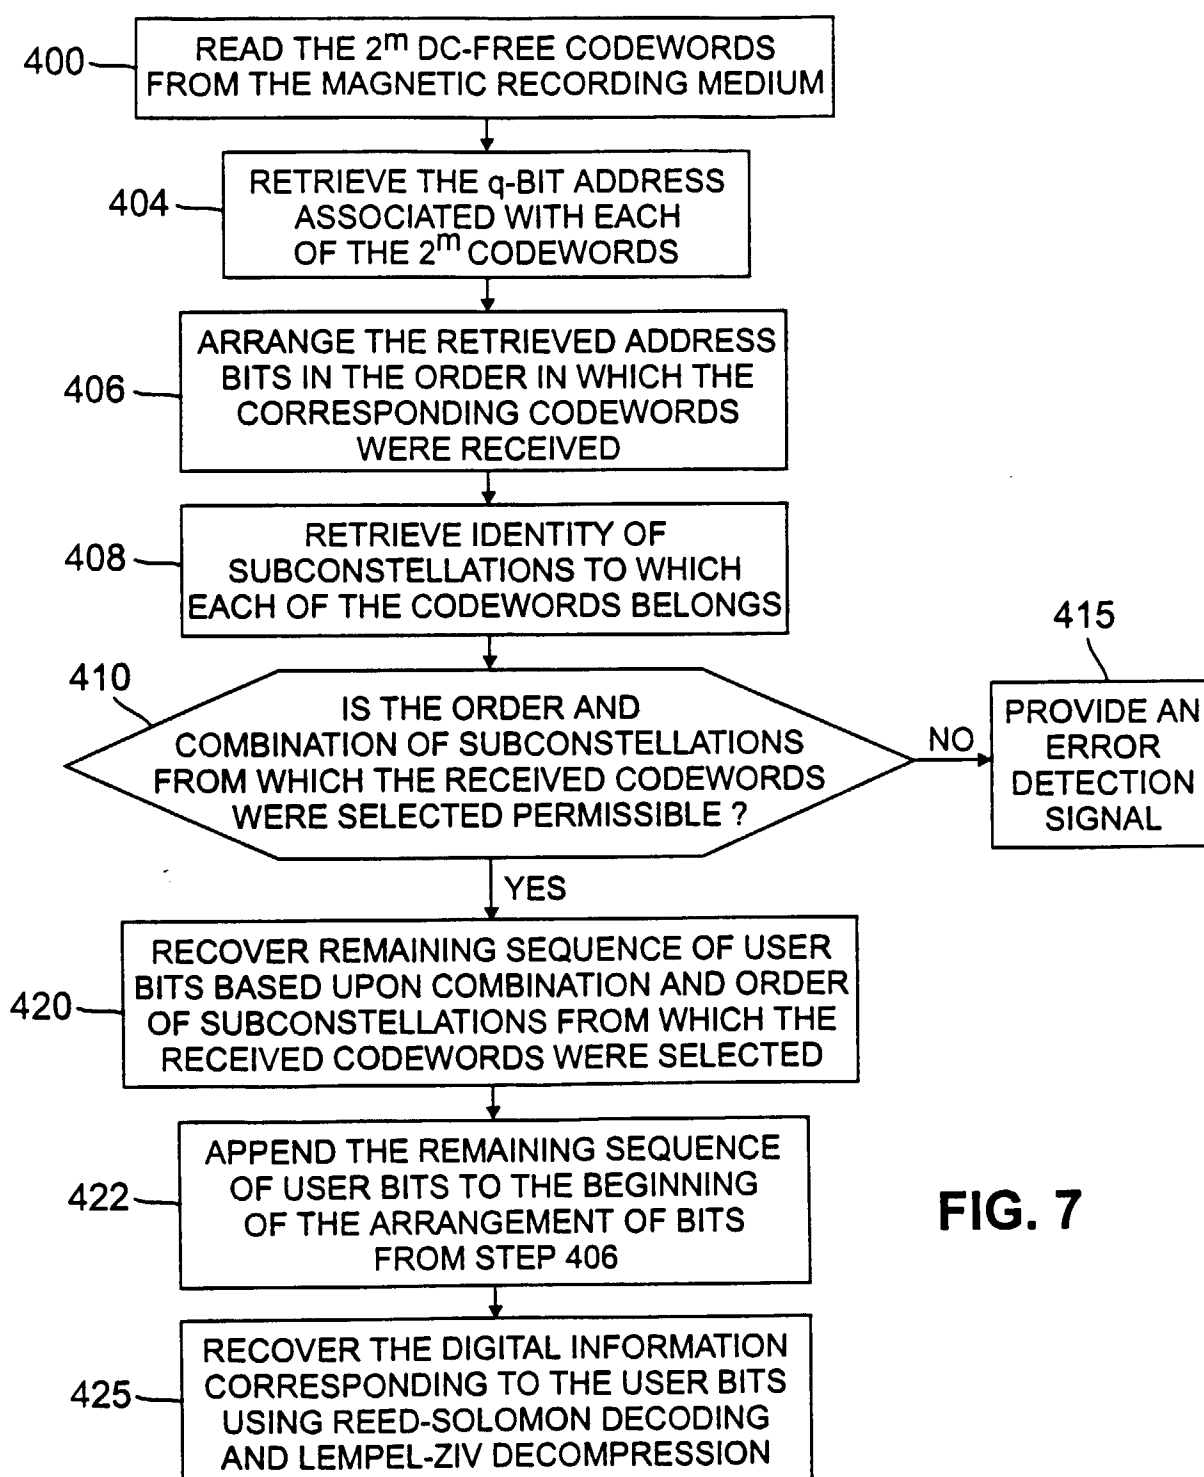 400
READ THE 2^m DC-FREE CODEWORDS
FROM THE MAGNETIC RECORDING MEDIUM
404
RETRIEVE THE q-BIT ADDRESS
ASSOCIATED WITH EACH
OF THE 2^m CODEWORDS
406
ARRANGE THE RETRIEVED ADDRESS
BITS IN THE ORDER IN WHICH THE
CORRESPONDING CODEWORDS
WERE RECEIVED
408
RETRIEVE IDENTITY OF
SUBCONSTELLATIONS TO WHICH
EACH OF THE CODEWORDS BELONGS
410
IS THE ORDER AND
COMBINATION OF SUBCONSTELLATIONS
FROM WHICH THE RECEIVED CODEWORDS
WERE SELECTED PERMISSIBLE ?
NO
415
PROVIDE AN
ERROR
DETECTION
SIGNAL
YES
420
RECOVER REMAINING SEQUENCE OF USER
BITS BASED UPON COMBINATION AND ORDER
OF SUBCONSTELLATIONS FROM WHICH THE
RECEIVED CODEWORDS WERE SELECTED
422
APPEND THE REMAINING SEQUENCE
OF USER BITS TO THE BEGINNING
OF THE ARRANGEMENT OF BITS
FROM STEP 406
FIG. 7
425
RECOVER THE DIGITAL INFORMATION
CORRESPONDING TO THE USER BITS
USING REED-SOLOMON DECODING
AND LEMPEL-ZIV DECOMPRESSION